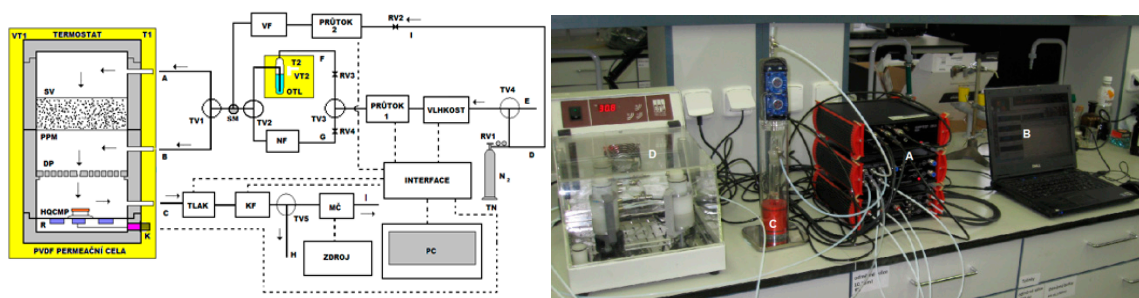 VT1 TERMOSTAT T1
A
SV
PPM
B
DP
HQCMP
R
C
K
PVDF PERMEAČNÍ CELA
VF
PRŮTOK
2
RV2
I
T2
VT2
OTL
F
RV3
TV1
SM
TV2
TV3
PRŮTOK
1
VLHKOST
TV4
E
NF
G
RV4
RV1
D
N2
TN
INTERFACE
TLAK
KF
TV5
MČ
I
H
ZDROJ
PC
308
D
C
A
B